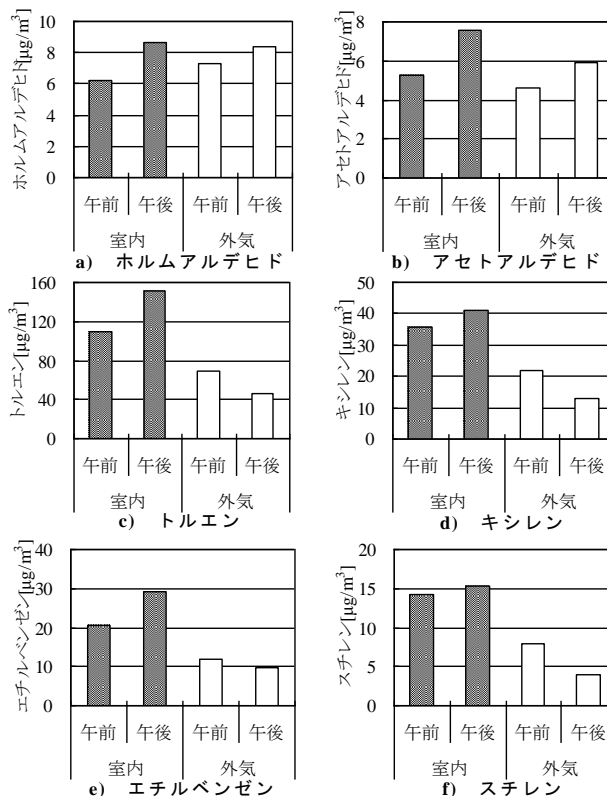 ホルムアルデヒド[μg/m³]
10
8
6
4
2
0
午前 午後 午前 午後
室内 外気
a) ホルムアルデヒド
アセトアルデヒド[μg/m³]
8
6
4
2
0
午前 午後 午前 午後
室内 外気
b) アセトアルデヒド
トルエン[μg/m³]
160
120
80
40
0
午前 午後 午前 午後
室内 外気
c) トルエン
キシレン[μg/m³]
50
40
30
20
10
0
午前 午後 午前 午後
室内 外気
d) キシレン
エチルベンゼン[μg/m³]
40
30
20
10
0
午前 午後 午前 午後
室内 外気
e) エチルベンゼン
スチレン[μg/m³]
20
15
10
5
0
午前 午後 午前 午後
室内 外気
f) スチレン